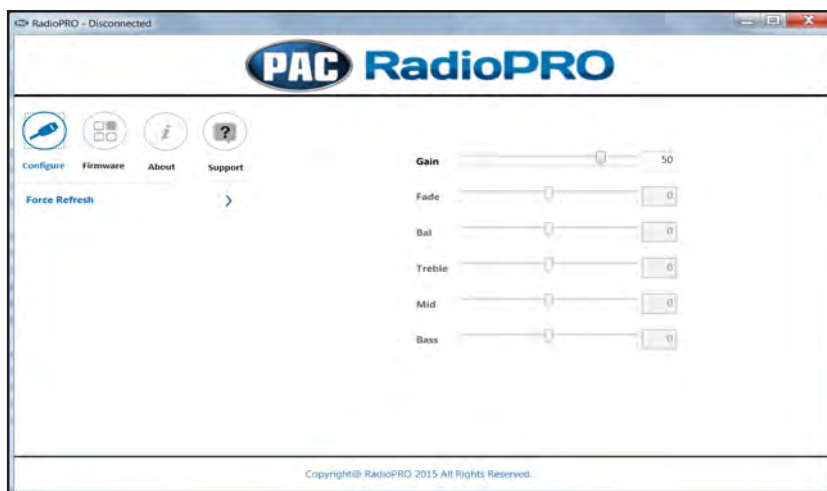 RadioPRO - Disconnected
PAC RadioPRO
Configure Firmware About Support
Force Refresh
Gain 50
Fade 0
Bal 0
Treble 0
Mid 0
Bass 0
Copyright@ RadioPRO 2015 All Rights Reserved.